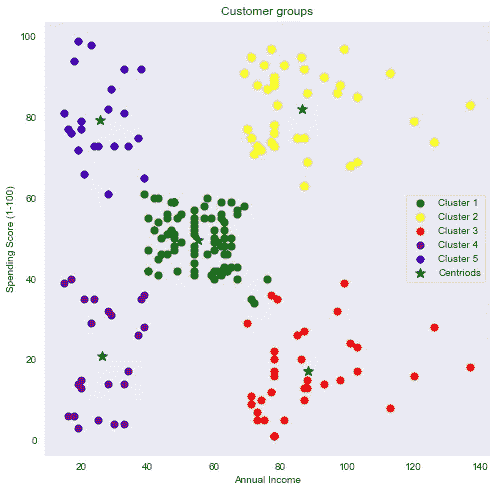 Customer groups
Spending Score (1-100)
100
80
60
40
20
0
Cluster 1
Cluster 2
Cluster 3
Cluster 4
Cluster 5
Centriods
20
40
60
80
100
120
140
Annual Income